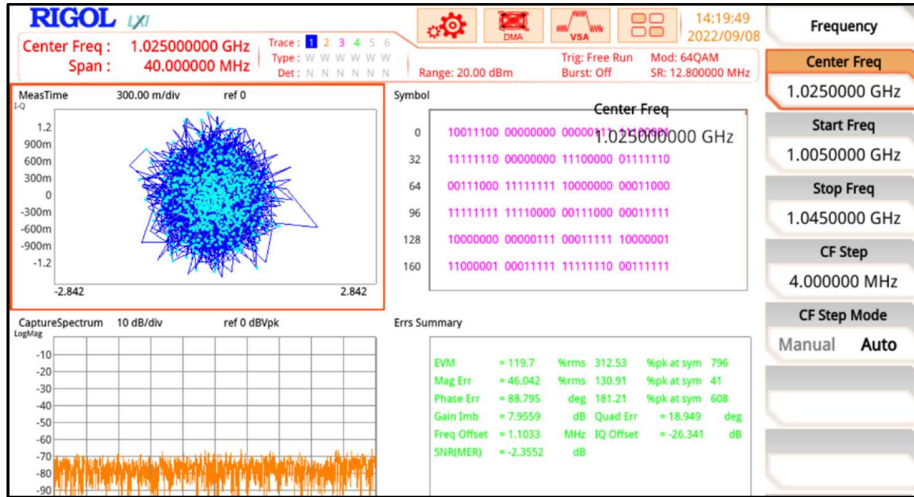 RIGOL LXI
DMA
VSA
14:19:49
2022/09/08
Center Freq : 1.025000000 GHz
Span : 40.000000 MHz
Trace : 1 2 3 4 5 6
Type : W W W W W W
Det : N N N N N N
Range: 20.00 dBm
Trig: Free Run
Burst: Off
Mod: 64QAM
SR: 12.800000 MHz
MeasTime 300.00 m/div ref 0
I-Q
1.2
900m
600m
300m
0
-300m
-600m
-900m
-1.2
-2.842 2.842
Symbol
Center Freq
1.025000000 GHz
0 10011100 00000000
32 11111110 00000000 11100000 01111110
64 00111000 11111111 10000000 00011000
96 11111111 11110000 00111000 00011111
128 10000000 00000111 00011111 10000001
160 11000001 00011111 11111110 00111111
CaptureSpectrum 10 dB/div ref 0 dBVpk
LogMag
-10
-20
-30
-40
-50
-60
-70
-80
-90
Errs Summary
EVM = 119.7 %rms 312.53 %pk at sym 796
Mag Err = 46.042 %rms 130.91 %pk at sym 41
Phase Err = 88.795 deg 181.21 %pk at sym 608
Gain Imb = 7.9559 dB Quad Err = 18.949 deg
Freq Offset = 1.1033 MHz IQ Offset = -26.341 dB
SNR(MER) = -2.3552 dB
Frequency
Center Freq
1.0250000 GHz
Start Freq
1.0050000 GHz
Stop Freq
1.0450000 GHz
CF Step
4.000000 MHz
CF Step Mode
Manual Auto